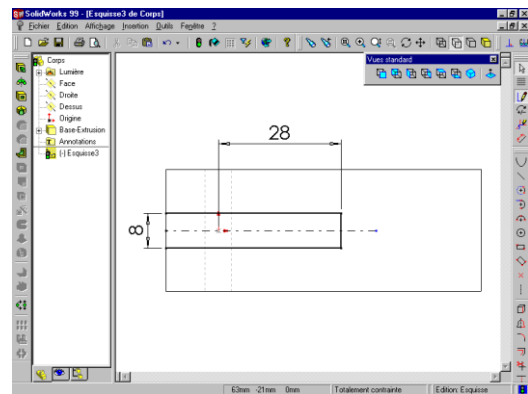 SolidWorks 99 - [Esquisse3 de Corps]
Fichier Edition Affichage Insertion Outils Fenêtre ?
Vues standard
Corps
Lumière
Face
Droite
Dessus
Origine
Base-Extrusion
Annotations
(-) Esquisse3
28
8
63mm -21mm 0mm Totalement contrainte Edition: Esquisse